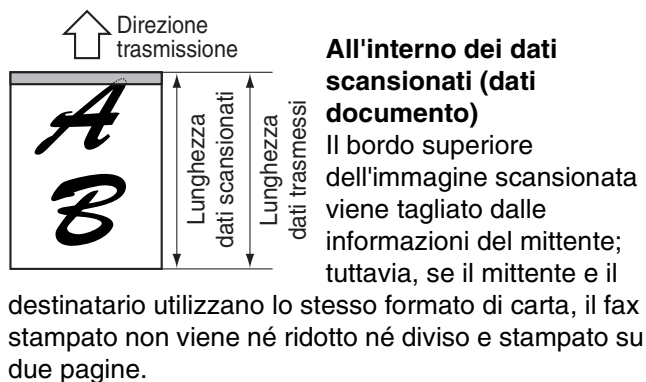 Direzione
trasmissione
A
B
Lunghezza
dati scansionati
Lunghezza
dati trasmessi
All'interno dei dati
scansionati (dati
documento)
Il bordo superiore
dell'immagine scansionata
viene tagliato dalle
informazioni del mittente;
tuttavia, se il mittente e il
destinatario utilizzano lo stesso formato di carta, il fax
stampato non viene né ridotto né diviso e stampato su
due pagine.